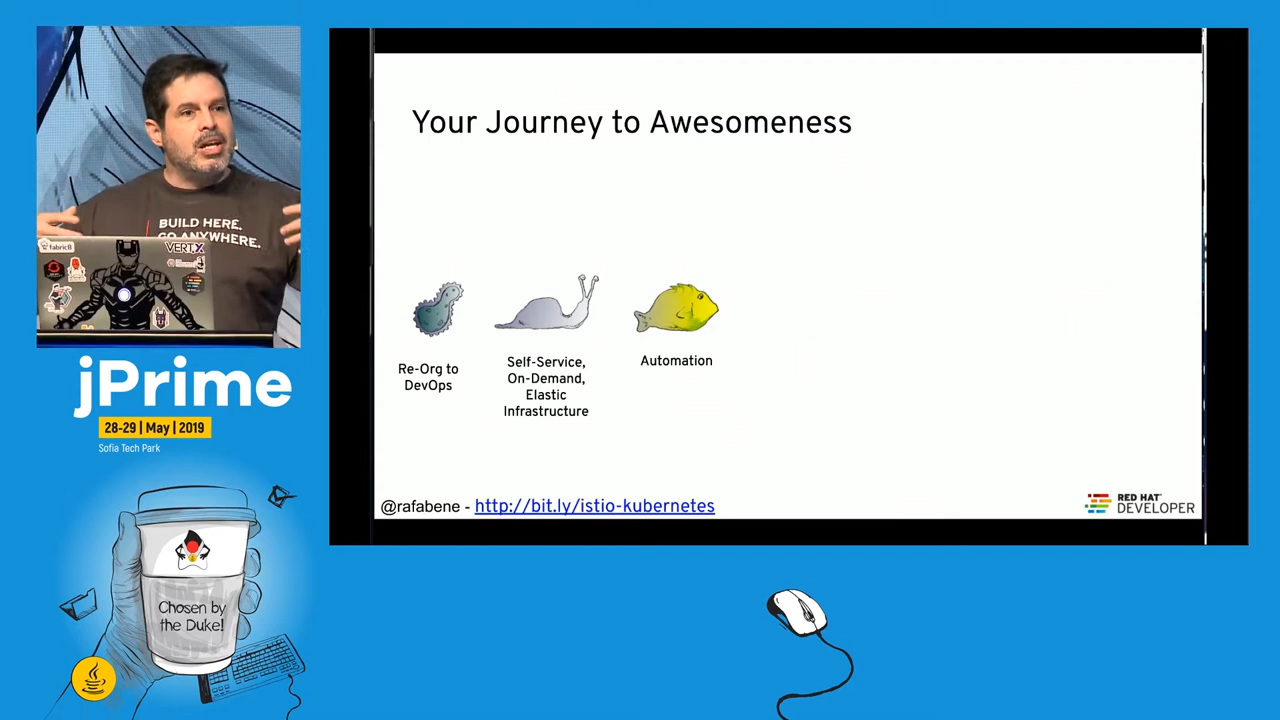 Your Journey to Awesomeness
BUILD HERE.
GO ANYWHERE.
fabric8
VERT.X
Re-Org to
DevOps
Self-Service,
On-Demand,
Elastic
Infrastructure
Automation
jPrime
28-29 | May | 2019
Sofia Tech Park
@rafabene - http://bit.ly/istio-kubernetes
RED HAT
DEVELOPER
Chosen by
the Duke!